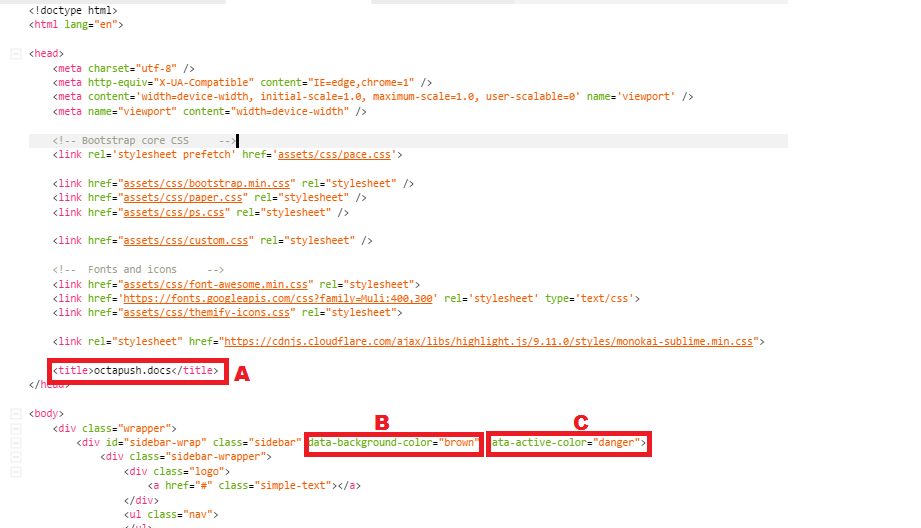 <!doctype html>
<html lang="en">
<head>
<meta charset="utf-8" />
<meta http-equiv="X-UA-Compatible" content="IE=edge,chrome=1" />
<meta content='width=device-width, initial-scale=1.0, maximum-scale=1.0, user-scalable=0' name='viewport' />
<meta name="viewport" content="width=device-width" />
<!-- Bootstrap core CSS     -->
<link rel='stylesheet prefetch' href='assets/css/pace.css'>
<link href="assets/css/bootstrap.min.css" rel="stylesheet" />
<link href="assets/css/paper.css" rel="stylesheet" />
<link href="assets/css/ps.css" rel="stylesheet" />
<link href="assets/css/custom.css" rel="stylesheet" />
<!--  Fonts and icons     -->
<link href="assets/css/font-awesome.min.css" rel="stylesheet">
<link href='https://fonts.googleapis.com/css?family=Muli:400,300' rel='stylesheet' type='text/css'>
<link href="assets/css/themify-icons.css" rel="stylesheet">
<link rel="stylesheet" href="https://cdnjs.cloudflare.com/ajax/libs/highlight.js/9.11.0/styles/monokai-sublime.min.css">
<title>octapush.docs</title> A
</head>
B C
<body>
<div class="wrapper">
<div id="sidebar-wrap" class="sidebar" data-background-color="brown" ata-active-color="danger">
<div class="sidebar-wrapper">
<div class="logo">
<a href="#" class="simple-text"></a>
</div>
<ul class="nav">
</ul>